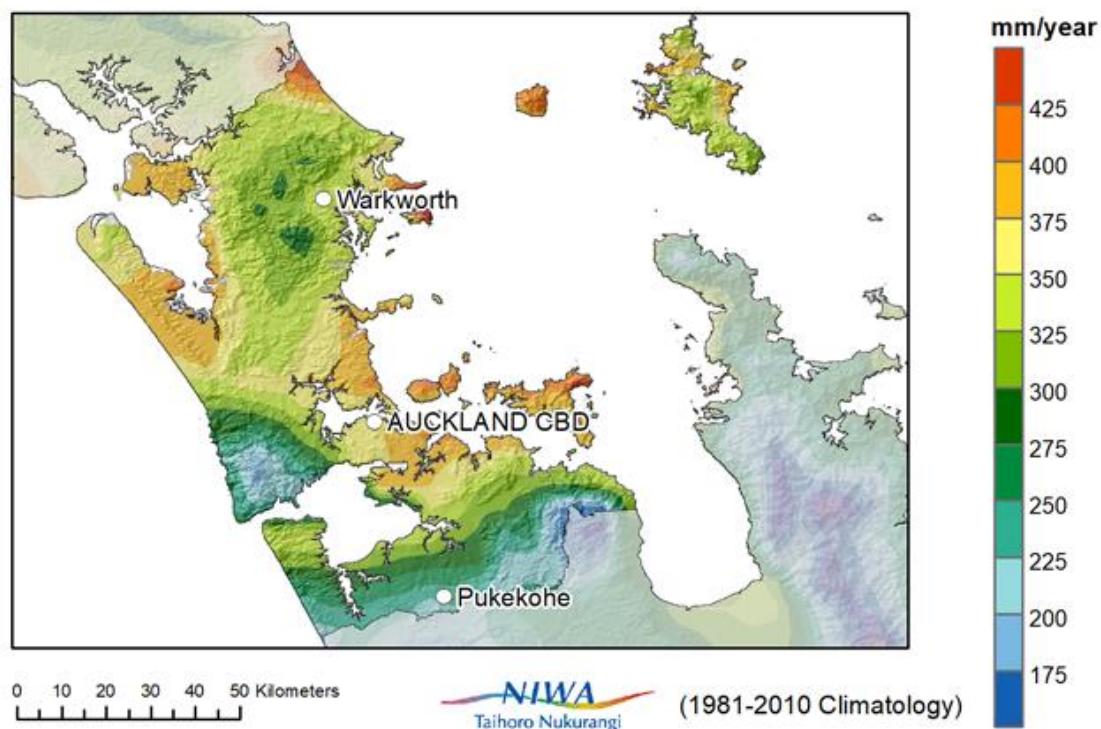 mm/year
425
400
375
350
325
300
275
250
225
200
175
Warkworth
AUCKLAND CBD
Pukekohe
0 10 20 30 40 50 Kilometers
NIWA
Taihoro Nukurangi
(1981-2010 Climatology)